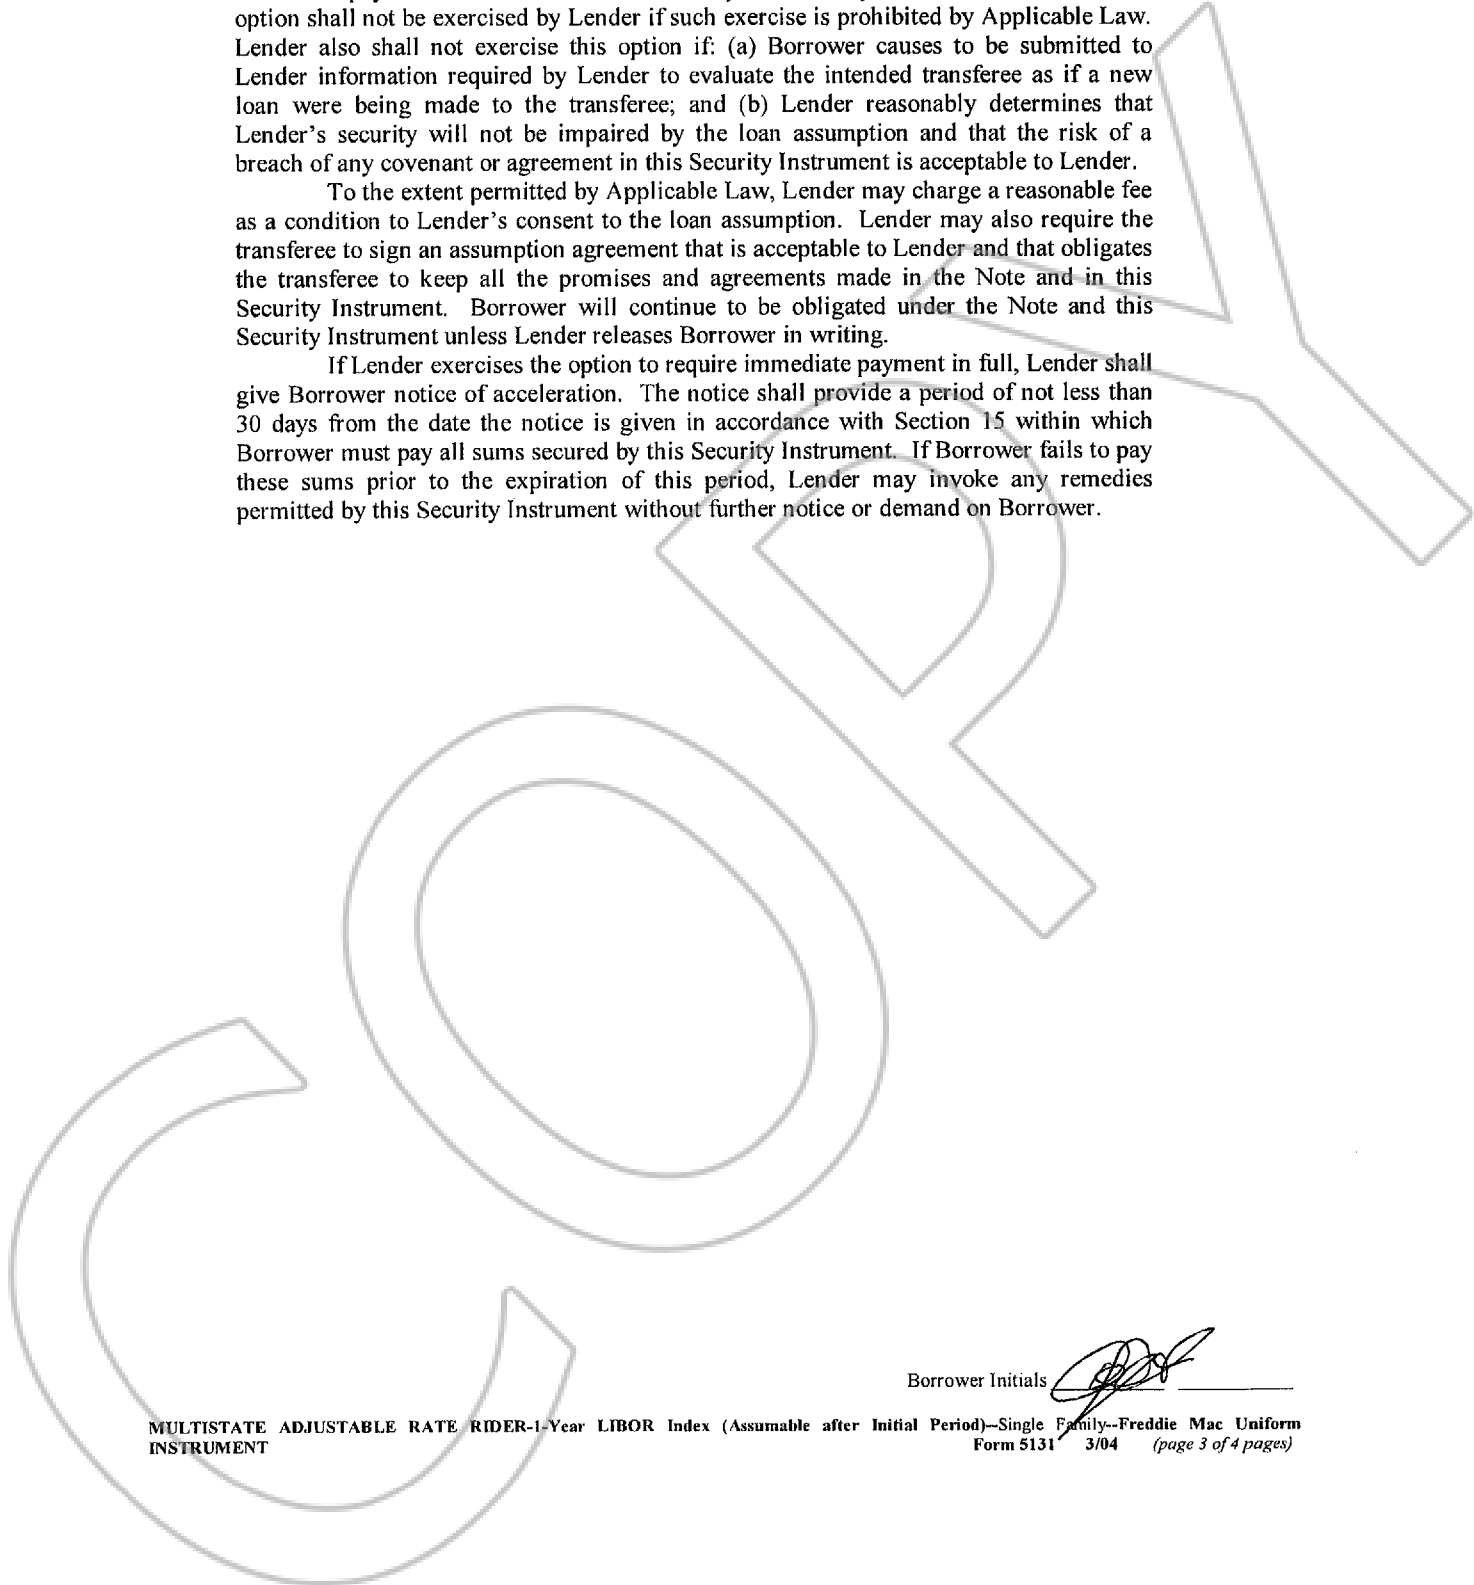 option shall not be exercised by Lender if such exercise is prohibited by Applicable Law.
Lender also shall not exercise this option if: (a) Borrower causes to be submitted to
Lender information required by Lender to evaluate the intended transferee as if a new
loan were being made to the transferee; and (b) Lender reasonably determines that
Lender's security will not be impaired by the loan assumption and that the risk of a
breach of any covenant or agreement in this Security Instrument is acceptable to Lender.
To the extent permitted by Applicable Law, Lender may charge a reasonable fee
as a condition to Lender's consent to the loan assumption. Lender may also require the
transferee to sign an assumption agreement that is acceptable to Lender and that obligates
the transferee to keep all the promises and agreements made in the Note and in this
Security Instrument. Borrower will continue to be obligated under the Note and this
Security Instrument unless Lender releases Borrower in writing.
If Lender exercises the option to require immediate payment in full, Lender shall
give Borrower notice of acceleration. The notice shall provide a period of not less than
30 days from the date the notice is given in accordance with Section 15 within which
Borrower must pay all sums secured by this Security Instrument. If Borrower fails to pay
these sums prior to the expiration of this period, Lender may invoke any remedies
permitted by this Security Instrument without further notice or demand on Borrower.
COPY
Borrower Initials
MULTISTATE ADJUSTABLE RATE RIDER-1-Year LIBOR Index (Assumable after Initial Period)--Single Family--Freddie Mac Uniform
INSTRUMENT Form 5131 3/04 (page 3 of 4 pages)